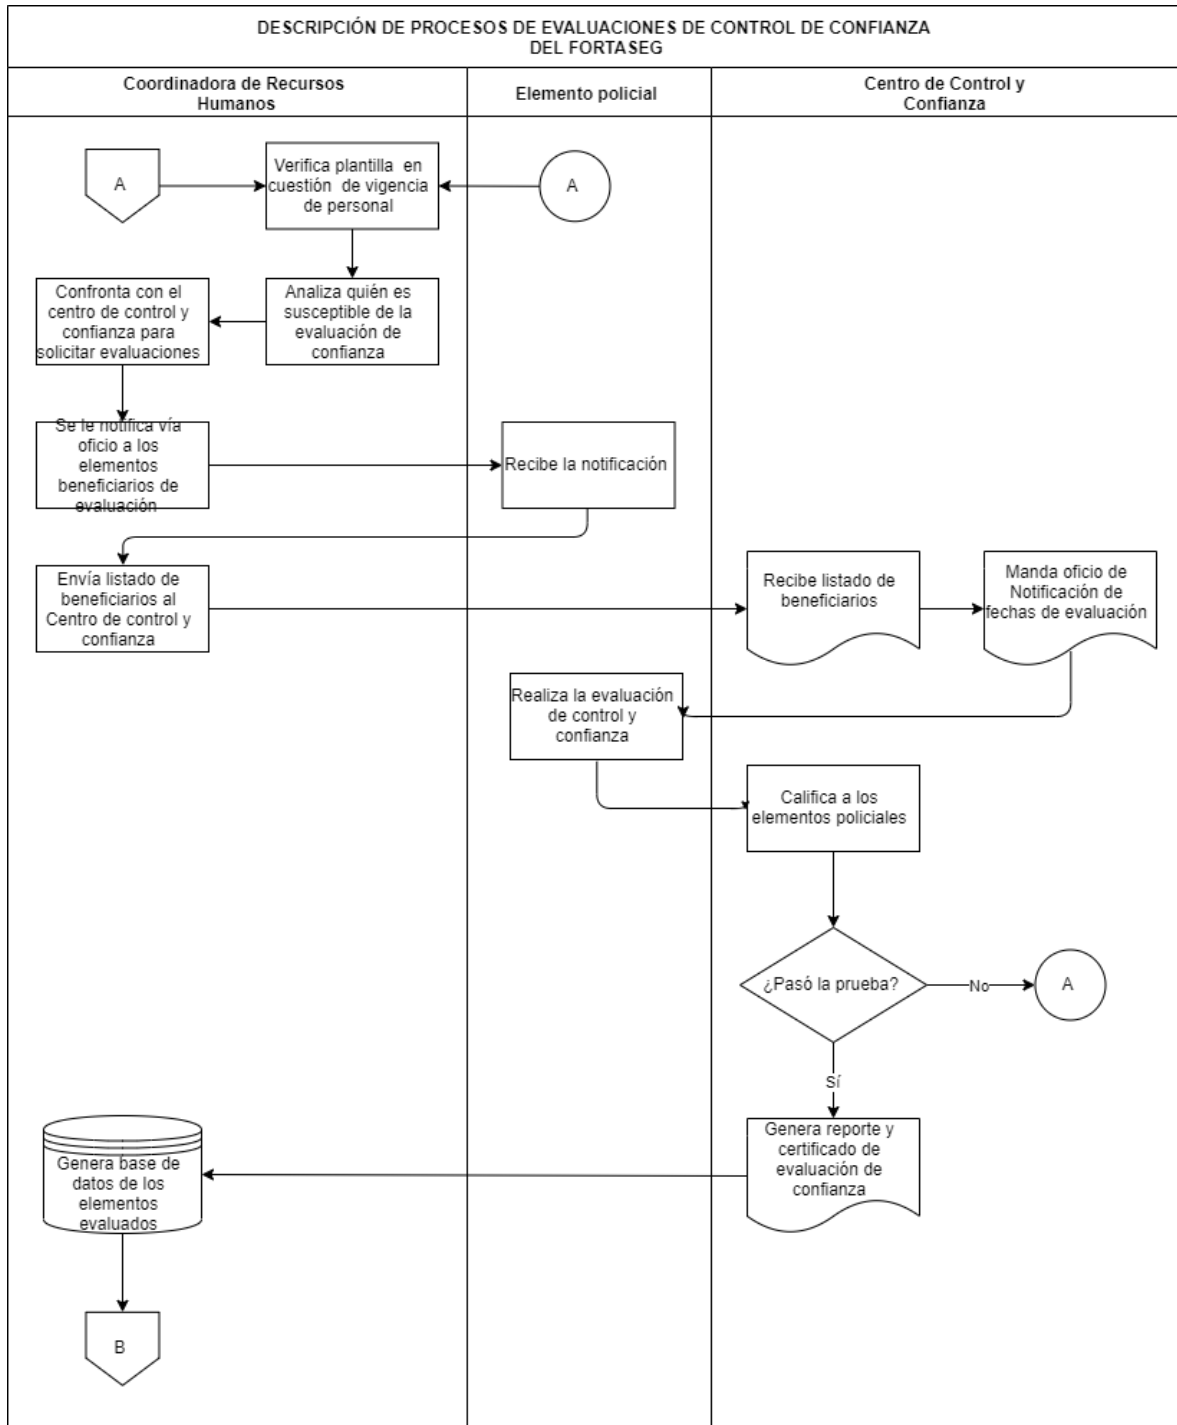 DESCRIPCIÓN DE PROCESOS DE EVALUACIONES DE CONTROL DE CONFIANZA
DEL FORTASEG
Coordinadora de Recursos
Humanos
Elemento policial
Centro de Control y
Confianza
A
Verifica plantilla en
cuestión de vigencia
de personal
A
Confronta con el
centro de control y
confianza para
solicitar evaluaciones
Analiza quién es
susceptible de la
evaluación de
confianza
Se le notifica vía
oficio a los
elementos
beneficiarios de
evaluación
Recibe la notificación
Envía listado de
beneficiarios al
Centro de control y
confianza
Recibe listado de
beneficiarios
Manda oficio de
Notificación de
fechas de evaluación
Realiza la evaluación
de control y
confianza
Califica a los
elementos policiales
¿Pasó la prueba?
No
A
Sí
Genera reporte y
certificado de
evaluación de
confianza
Genera base de
datos de los
elementos
evaluados
B